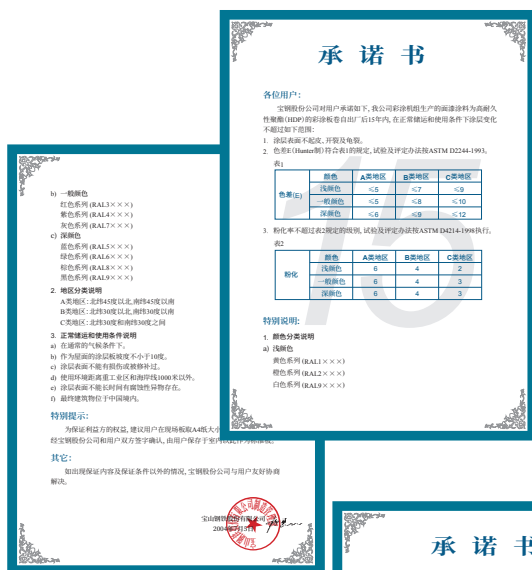 承 诺 书
各位用户:
宝钢股份公司对用户承诺如下, 我公司彩涂机组生产的面漆涂料为高耐久
性聚酯(HDP)的彩涂板卷自出厂后15年内, 在正常储运和使用条件下涂层变化
不超过如下范围:
1. 涂层表面不起皮, 开裂及龟裂。
2. 色差E(Hunter制)符合表1的规定, 试验及评定办法按ASTM D2244-1993。
表1
色差(E) 颜色 A类地区 B类地区 C类地区
浅颜色 ≤5 ≤7 ≤9
一般颜色 ≤5 ≤8 ≤10
深颜色 ≤6 ≤9 ≤12
3. 粉化率不超过表2规定的级别, 试验及评定办法按ASTM D4214-1998执行。
表2
粉化 颜色 A类地区 B类地区 C类地区
浅颜色 6 4 2
一般颜色 6 4 3
深颜色 6 4 3
15
特别说明:
1. 颜色分类说明
a) 浅颜色
黄色系列 (RAL1×××)
橙色系列 (RAL2×××)
白色系列 (RAL9×××)
b) 一般颜色
红色系列 (RAL3×××)
紫色系列 (RAL4×××)
灰色系列 (RAL7×××)
c) 深颜色
蓝色系列 (RAL5×××)
绿色系列 (RAL6×××)
棕色系列 (RAL8×××)
黑色系列 (RAL9×××)
2. 地区分类说明
A类地区: 北纬45度以北,南纬45度以南
B类地区: 北纬30度以北,南纬30度以南
C类地区: 北纬30度和南纬30度之间
3. 正常储运和使用条件说明
a) 在通常的气候条件下。
b) 作为屋面的涂层板坡度不小于10度。
c) 涂层表面不能有损伤或被修补过。
d) 使用环境距离重工业区和海岸线1000米以外。
e) 涂层表面不能长时间有腐蚀性异物存在。
f) 最终建筑物位于中国境内。
特别提示:
为保证利益方的权益, 建议用户在现场板取A4纸大小
经宝钢股份公司和用户双方签字确认, 由用户保存于室内
其它:
如出现保证内容及保证条件以外的情况, 宝钢股份公司与用户友好协商
解决。
宝山钢铁股份有限公司
承 诺 书